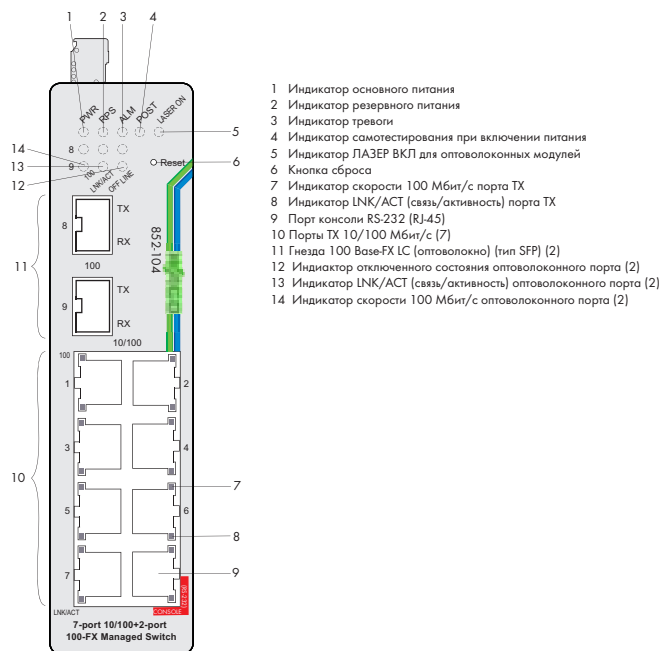 1 2 3 4
PWR RPS ALM POST LASER ON
5
8
14
13
9
Reset
6
12
100 LNK/ACT OFF LINE
TX
8
RX
100
11
852-104
TX
9
RX
10/100
100
1
2
3
4
10
7
5
6
8
7
9
LNK/ACT
(RS-232)
CONSOLE
7-port 10/100+2-port
100-FX Managed Switch
1 Индикатор основного питания
2 Индикатор резервного питания
3 Индикатор тревоги
4 Индикатор самотестирования при включении питания
5 Индикатор ЛАЗЕР ВКЛ для оптоволоконных модулей
6 Кнопка сброса
7 Индикатор скорости 100 Мбит/с порта TX
8 Индикатор LNK/ACT (связь/активность) порта TX
9 Порт консоли RS-232 (RJ-45)
10 Порты TX 10/100 Мбит/с (7)
11 Гнезда 100 Base-FX LC (оптоволокно) (тип SFP) (2)
12 Индиактор отключенного состояния оптоволоконного порта (2)
13 Индикатор LNK/ACT (связь/активность) оптоволоконного порта (2)
14 Индикатор скорости 100 Мбит/с оптоволоконного порта (2)